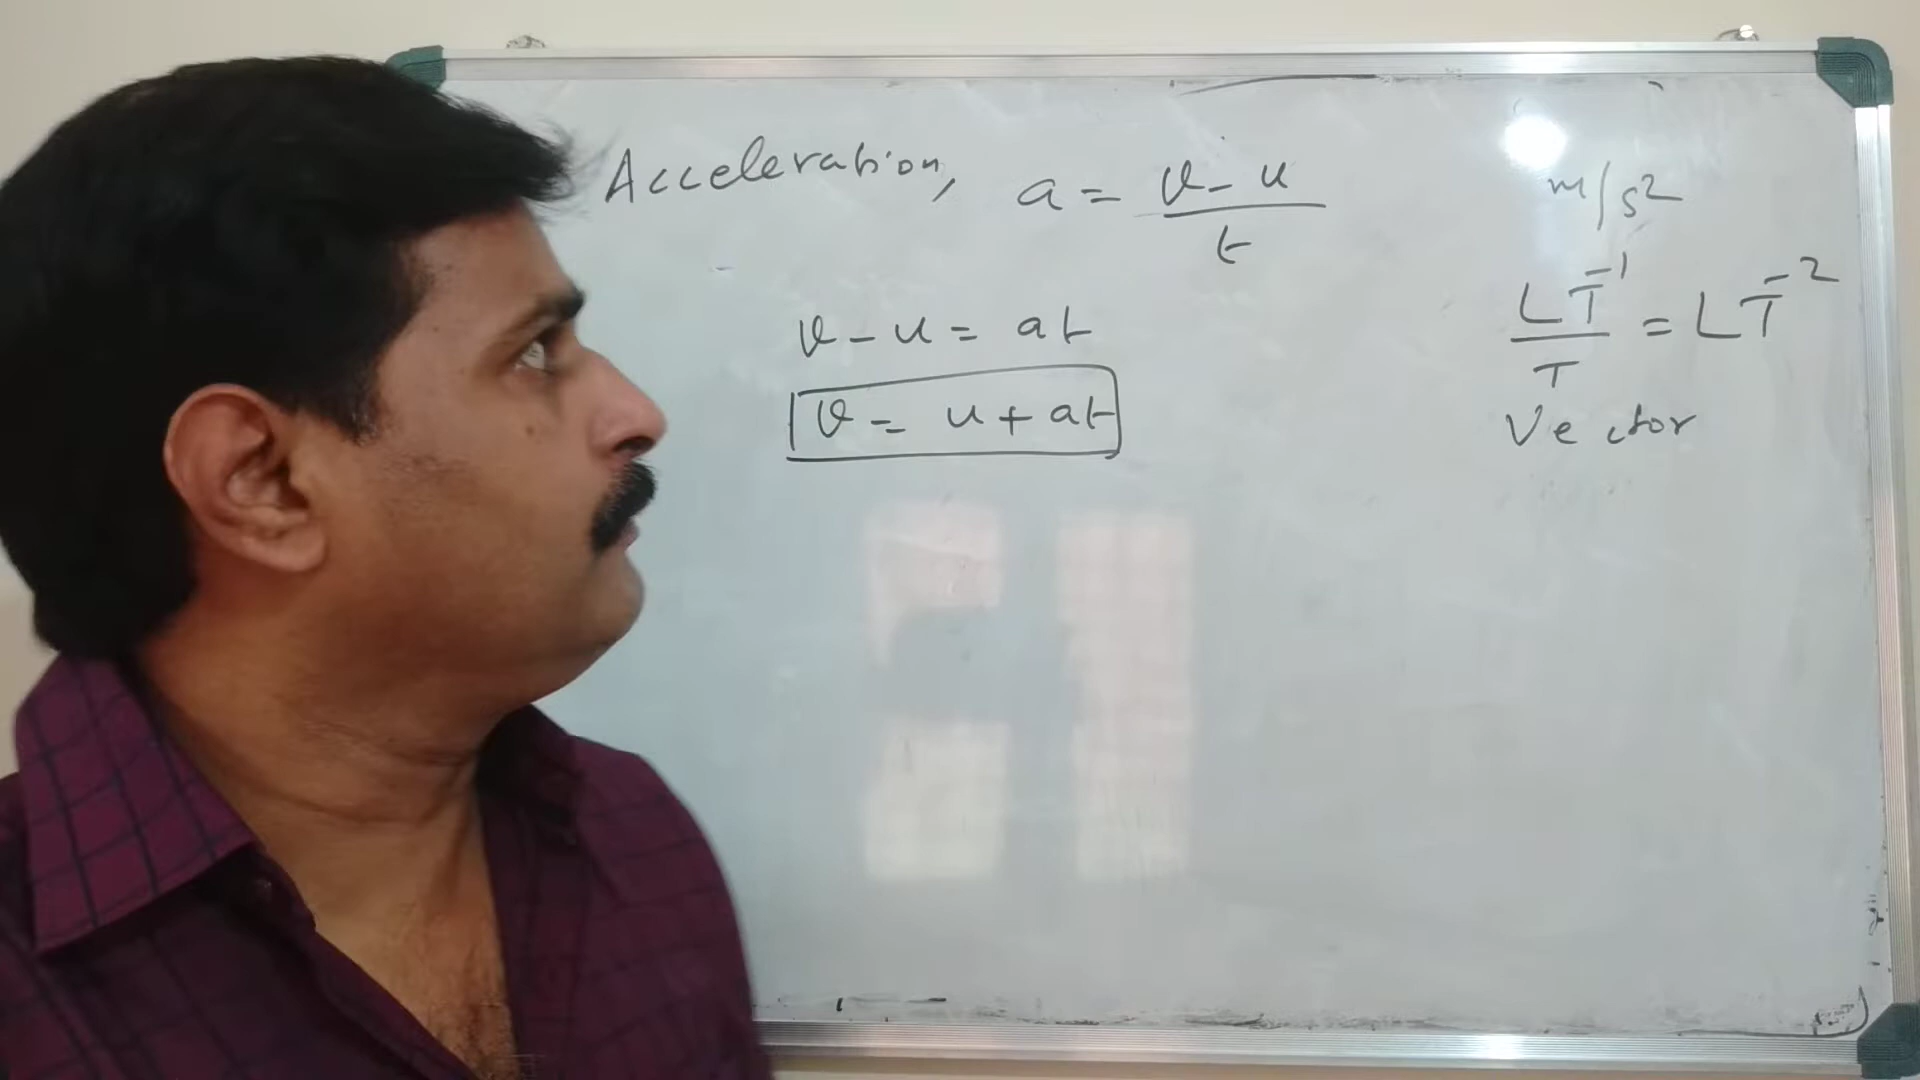 Acceleration, a = v - u / t
v - u = at
v = u + at
m/s²
LT⁻¹ / T = LT⁻²
Vector